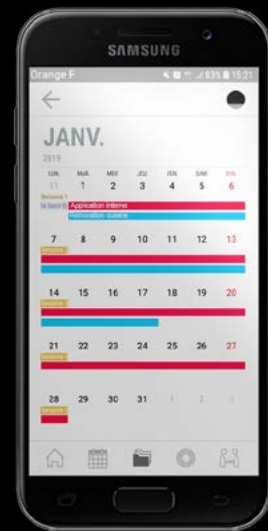 SAMSUNG
Orange F 83% 15:21
JANV.
2019
MAR. MER. JEU. VEN. SAM. DIM.
31 1 2 3 4 5 6
Semaine 1
Application interne
Rénovation cuisine
7 8 9 10 11 12 13
14 15 16 17 18 19 20
21 22 23 24 25 26 27
28 29 30 31 1 2 3